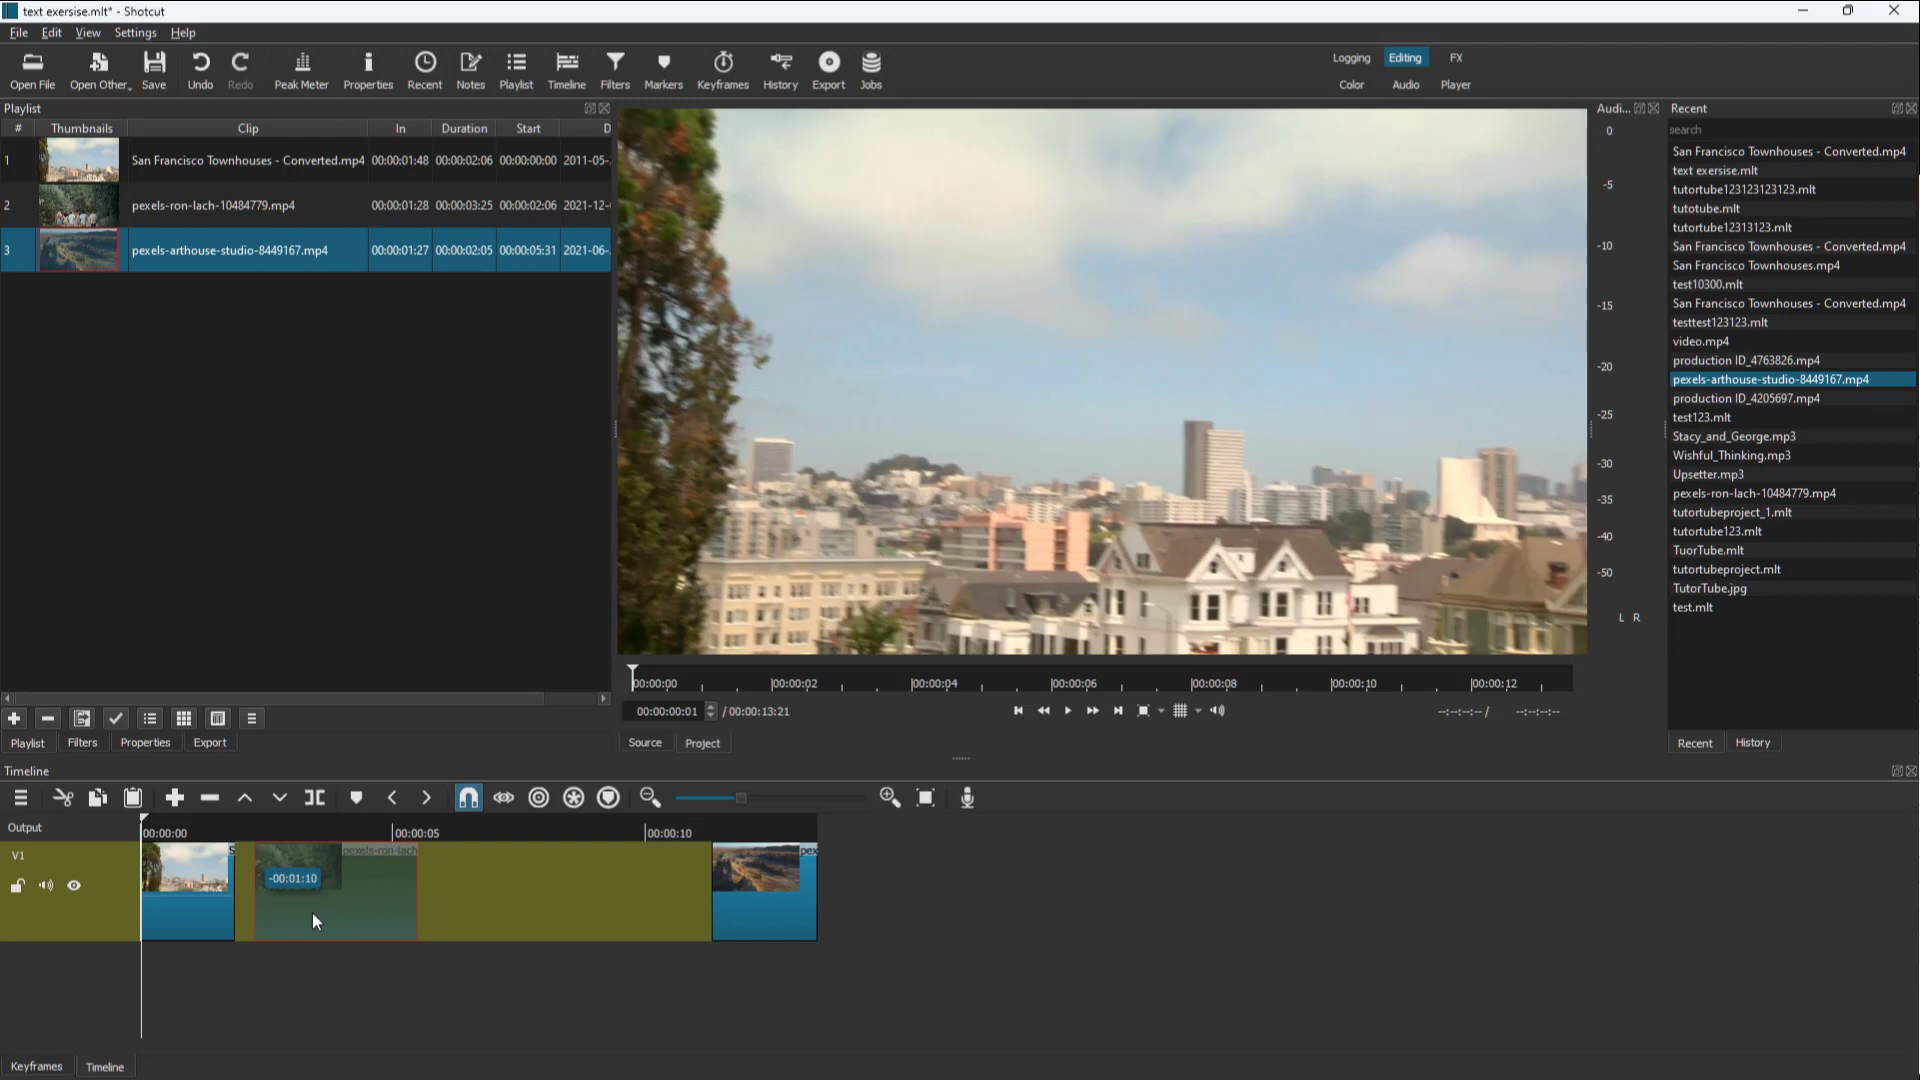 text exersise.mlt* - Shotcut
File Edit View Settings Help
Open File Open Other.. Save Undo Redo Peak Meter Properties Recent Notes Playlist Timeline Filters Markers Keyframes History Export Jobs
Logging Editing FX
Color Audio Player
Playlist
# Thumbnails Clip In Duration Start D
1 San Francisco Townhouses - Converted.mp4 00:00:01:48 00:00:02:06 00:00:00:00 2011-05-
2 pexels-ron-lach-10484779.mp4 00:00:01:28 00:00:03:25 00:00:02:06 2021-12-
3 pexels-arthouse-studio-8449167.mp4 00:00:01:27 00:00:02:05 00:00:05:31 2021-06-
Playlist Filters Properties Export
00:00:00 00:00:02 00:00:04 00:00:06 00:00:08 00:00:10 00:00:12
00:00:00:01 / 00:00:13:21 --:--:--:-- / --:--:--:--
Source Project
Audi...
0
-5
-10
-15
-20
-25
-30
-35
-40
-50
L R
Recent
search
San Francisco Townhouses - Converted.mp4
text exersise.mlt
tutortube123123123123.mlt
tutotube.mlt
tutortube12313123.mlt
San Francisco Townhouses - Converted.mp4
San Francisco Townhouses.mp4
test10300.mlt
San Francisco Townhouses - Converted.mp4
testtest123123.mlt
video.mp4
production ID_4763826.mp4
pexels-arthouse-studio-8449167.mp4
production ID_4205697.mp4
test123.mlt
Stacy_and_George.mp3
Wishful_Thinking.mp3
Upsetter.mp3
pexels-ron-lach-10484779.mp4
tutortubeproject_1.mlt
tutortube123.mlt
TuorTube.mlt
tutortubeproject.mlt
TutorTube.jpg
test.mlt
Recent History
Timeline
Output 00:00:00 00:00:05 00:00:10
V1 S pexels-ron-lach pex
-00:01:10
Keyframes Timeline